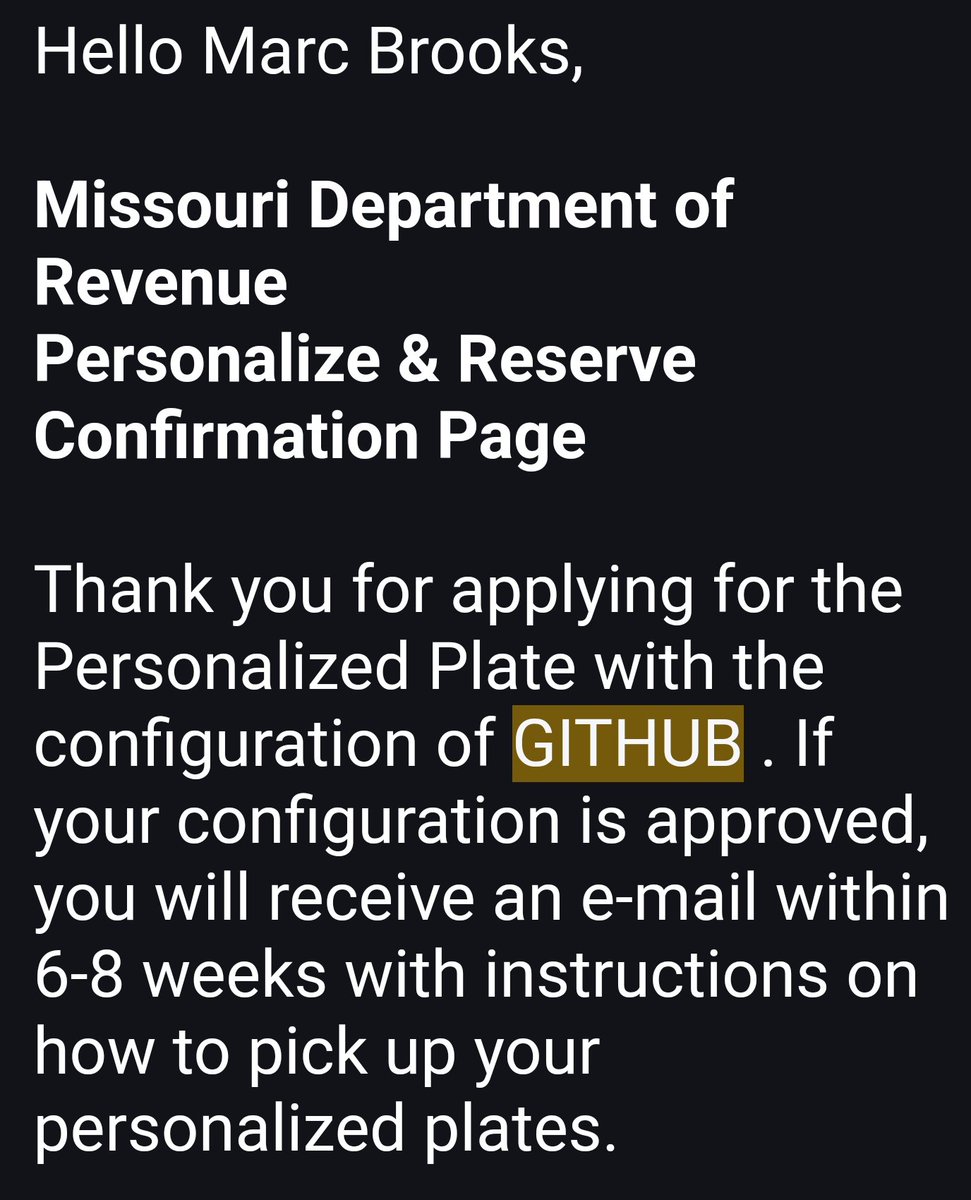 Hello Marc Brooks,
Missouri Department of
Revenue
Personalize & Reserve
Confirmation Page
Thank you for applying for the
Personalized Plate with the
configuration of GITHUB . If
your configuration is approved,
you will receive an e-mail within
6-8 weeks with instructions on
how to pick up your
personalized plates.